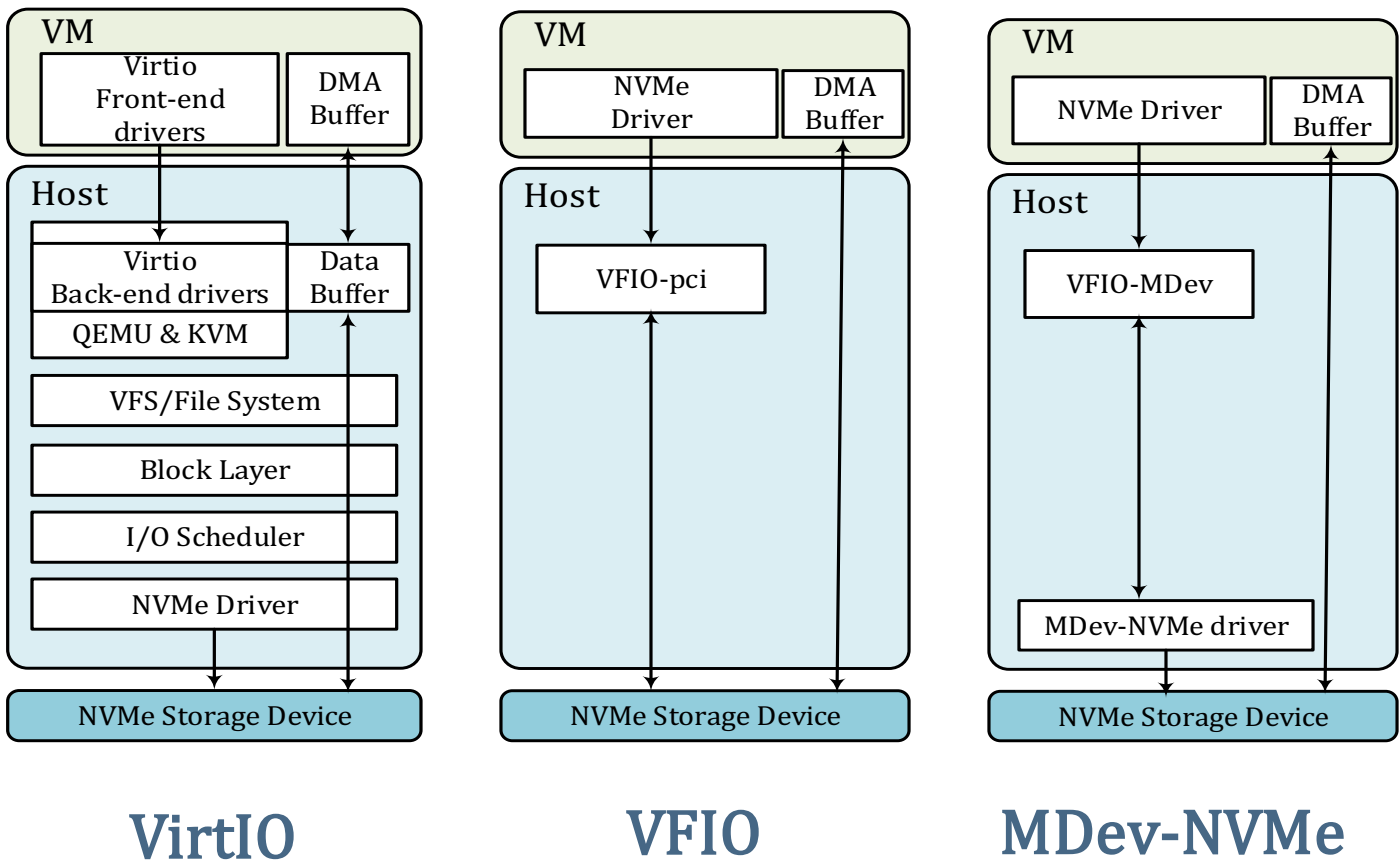 VM
Virtio
Front-end
drivers
DMA
Buffer
Host
Virtio
Back-end drivers
Data
Buffer
QEMU & KVM
VFS/File System
Block Layer
I/O Scheduler
NVMe Driver
NVMe Storage Device
VirtIO
VM
NVMe
Driver
DMA
Buffer
Host
VFIO-pci
NVMe Storage Device
VFIO
VM
NVMe Driver
DMA
Buffer
Host
VFIO-MDev
MDev-NVMe driver
NVMe Storage Device
MDev-NVMe